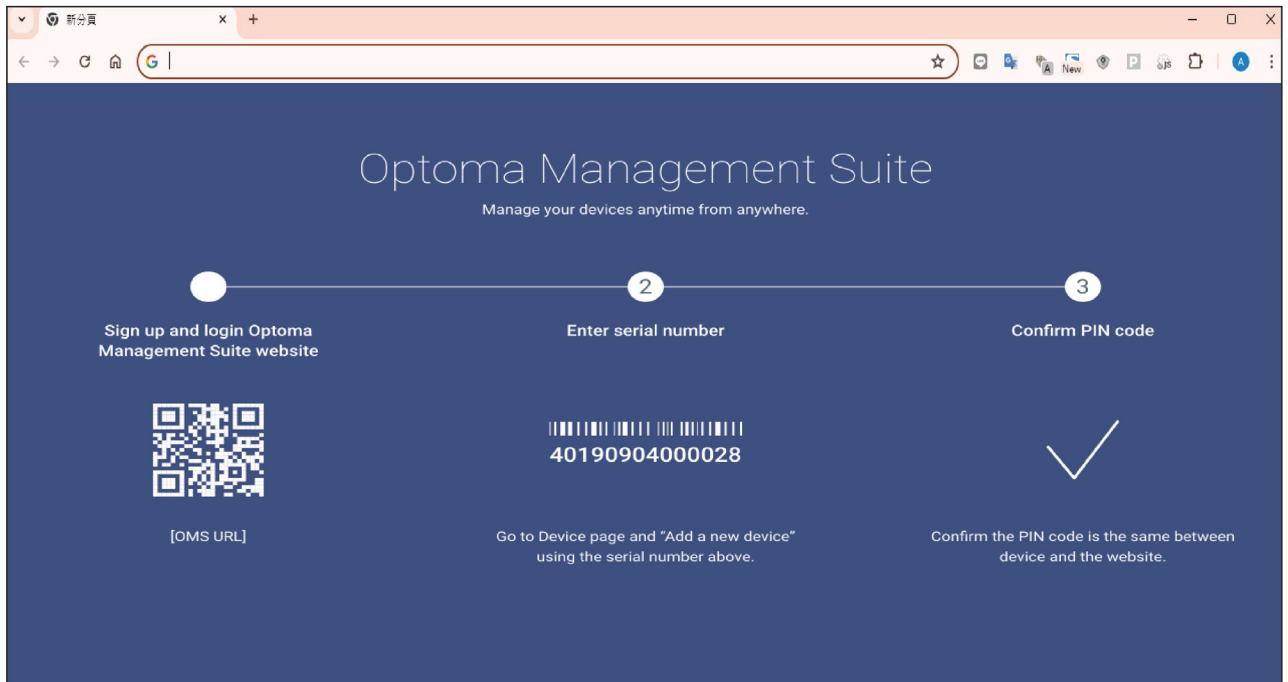 新分頁
New
A
js
P
A
Optoma Management Suite
Manage your devices anytime from anywhere.
2
3
Sign up and login Optoma
Management Suite website
Enter serial number
Confirm PIN code
40190904000028
[OMS URL]
Go to Device page and “Add a new device”
using the serial number above.
Confirm the PIN code is the same between
device and the website.